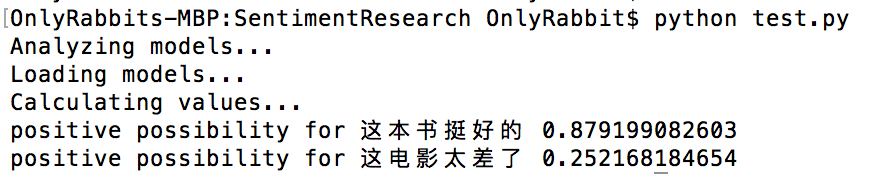 [OnlyRabbits-MBP:SentimentResearch OnlyRabbit$ python test.py
Analyzing models...
Loading models...
Calculating values...
positive possibility for 这本书挺好的 0.879199082603
positive possibility for 这电影太差了 0.252168184654